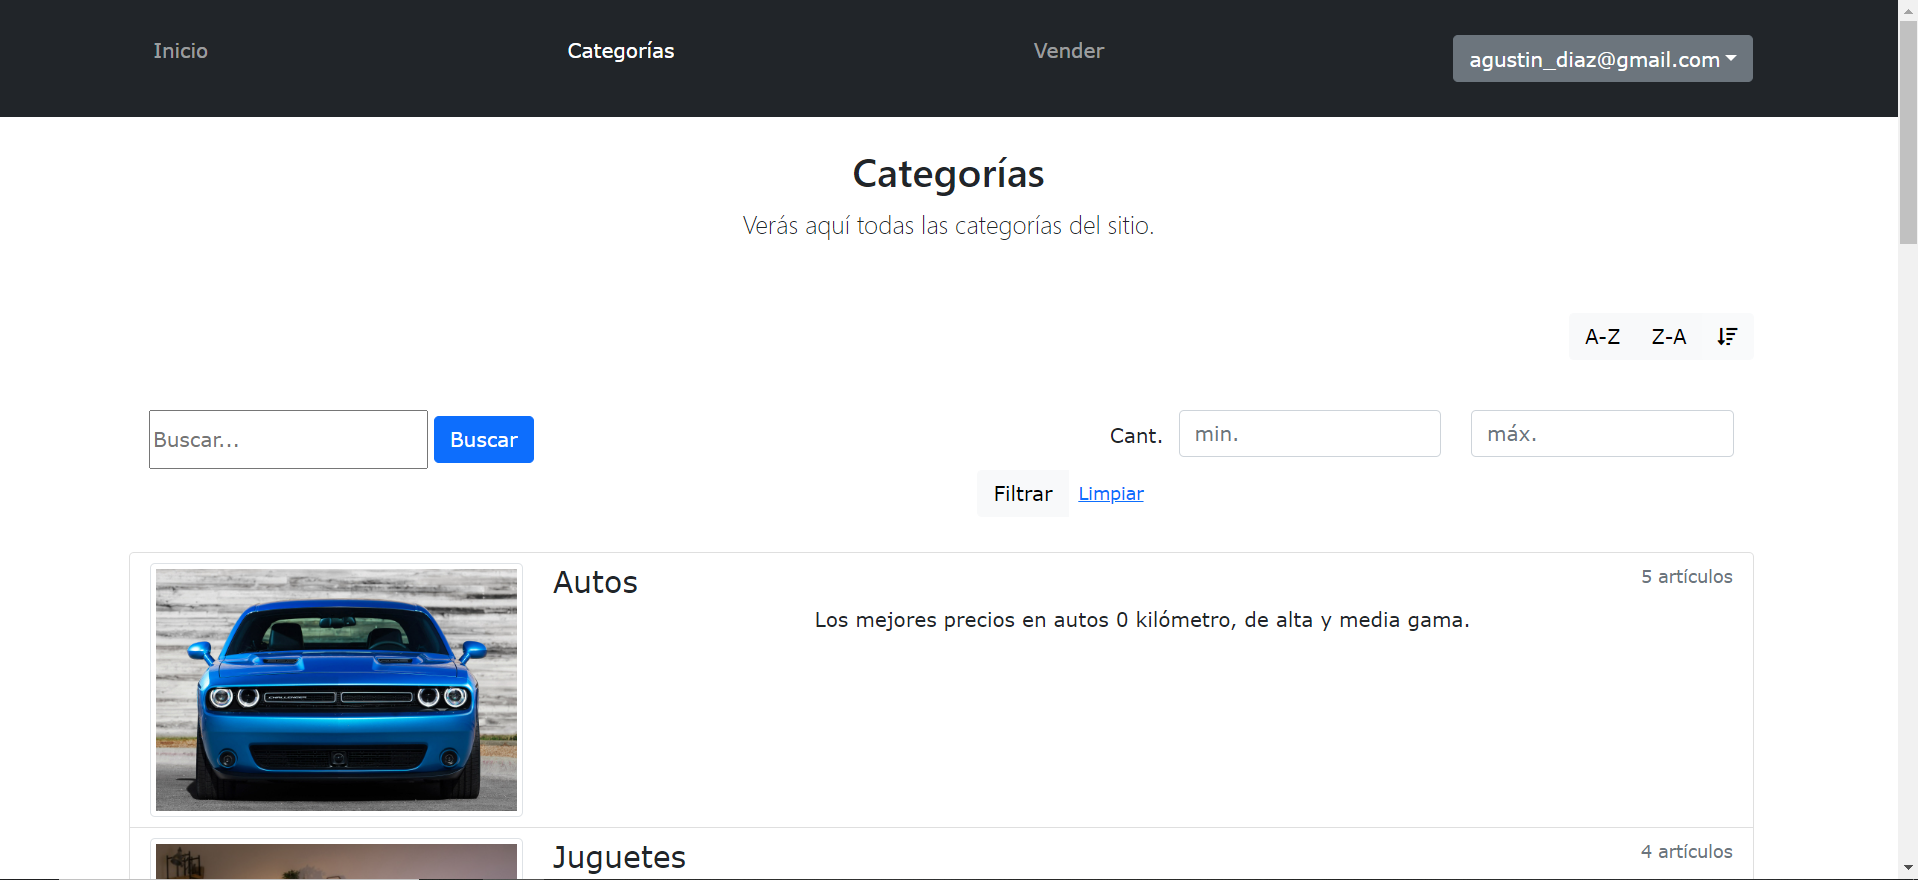 Inicio Categorías Vender agustin_diaz@gmail.com
Categorías
Verás aquí todas las categorías del sitio.
A-Z Z-A
Buscar... Buscar Cant. min. máx.
Filtrar Limpiar
Autos 5 artículos
Los mejores precios en autos 0 kilómetro, de alta y media gama.
CHALLENGER
Juguetes 4 artículos